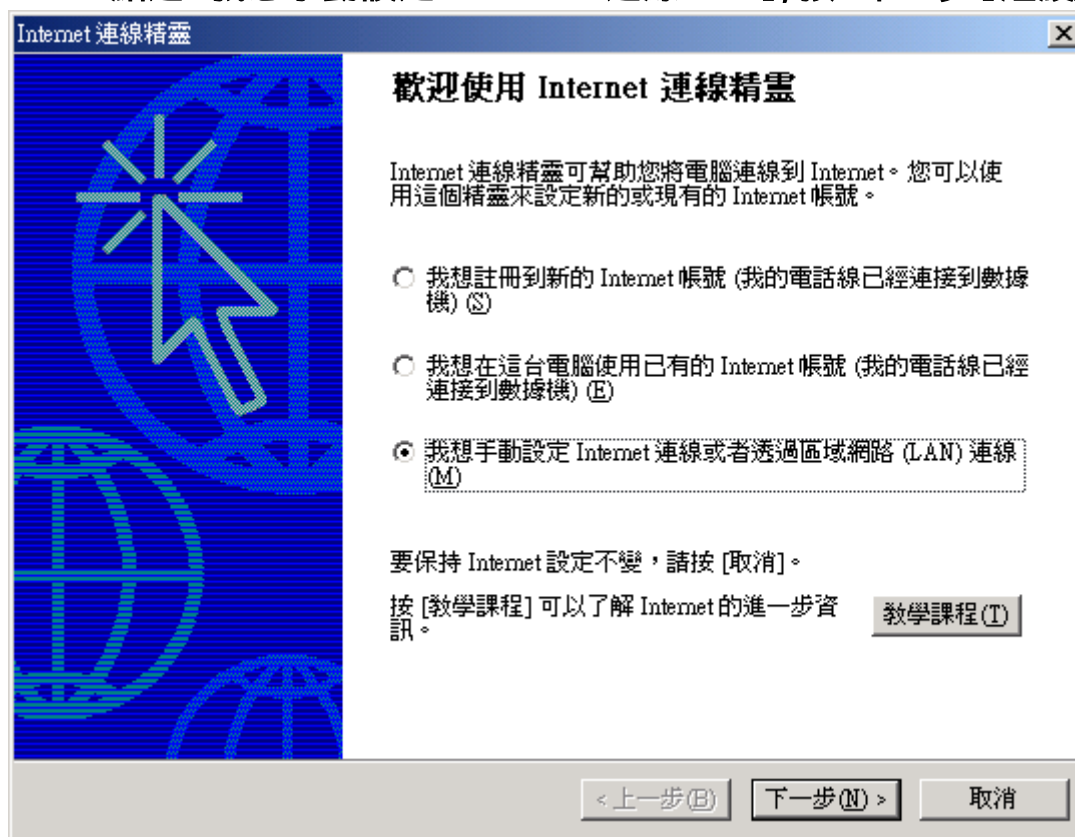 Internet 連線精靈
歡迎使用 Internet 連線精靈
Internet 連線精靈可幫助您將電腦連線到 Internet。您可以使
用這個精靈來設定新的或現有的 Internet 帳號。
我想註冊到新的 Internet 帳號 (我的電話線已經連接到數據
機) (S)
我想在這台電腦使用已有的 Internet 帳號 (我的電話線已經
連接到數據機) (E)
我想手動設定 Internet 連線或者透過區域網路 (LAN) 連線
(M)
要保持 Internet 設定不變，請按 [取消]。
按 [教學課程] 可以了解 Internet 的進一步資
訊。
教學課程(T)
<上一步(B)
下一步(N) >
取消